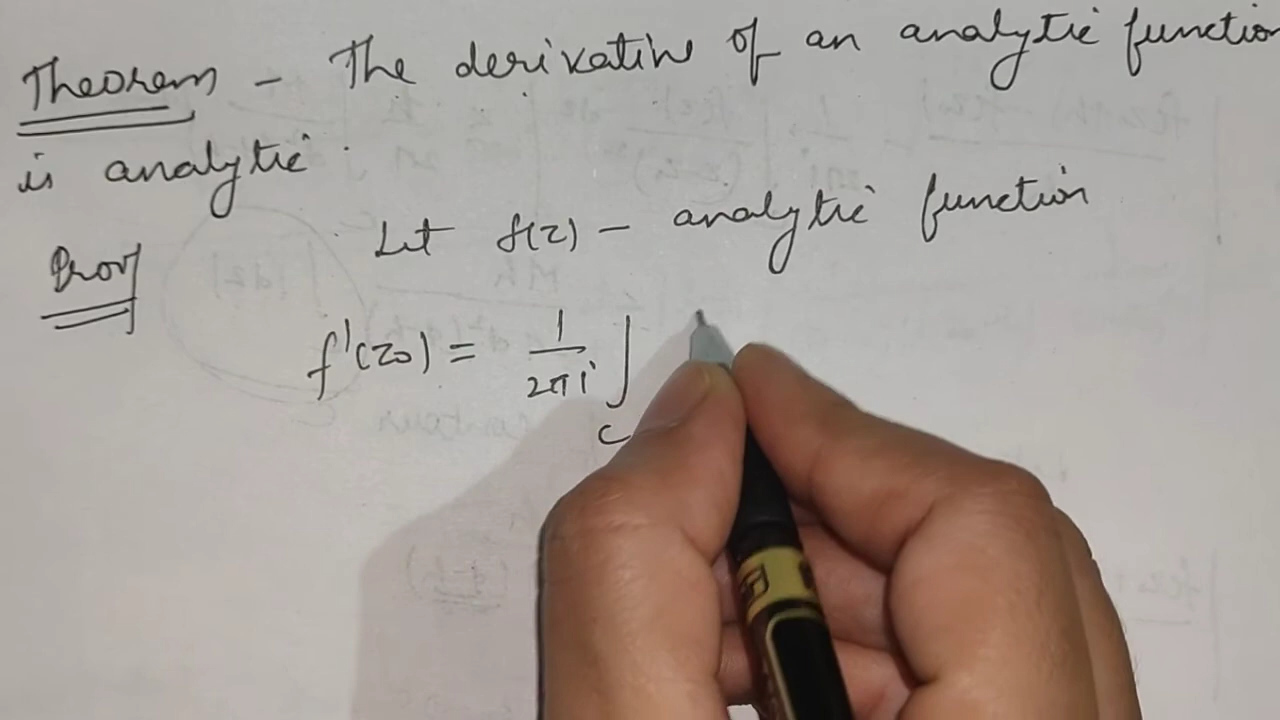 Theorem - The derivative of an analytic function
is analytic.
Proof Let f(z) - analytic function
f'(z₀) = 1/2πi ∫
C